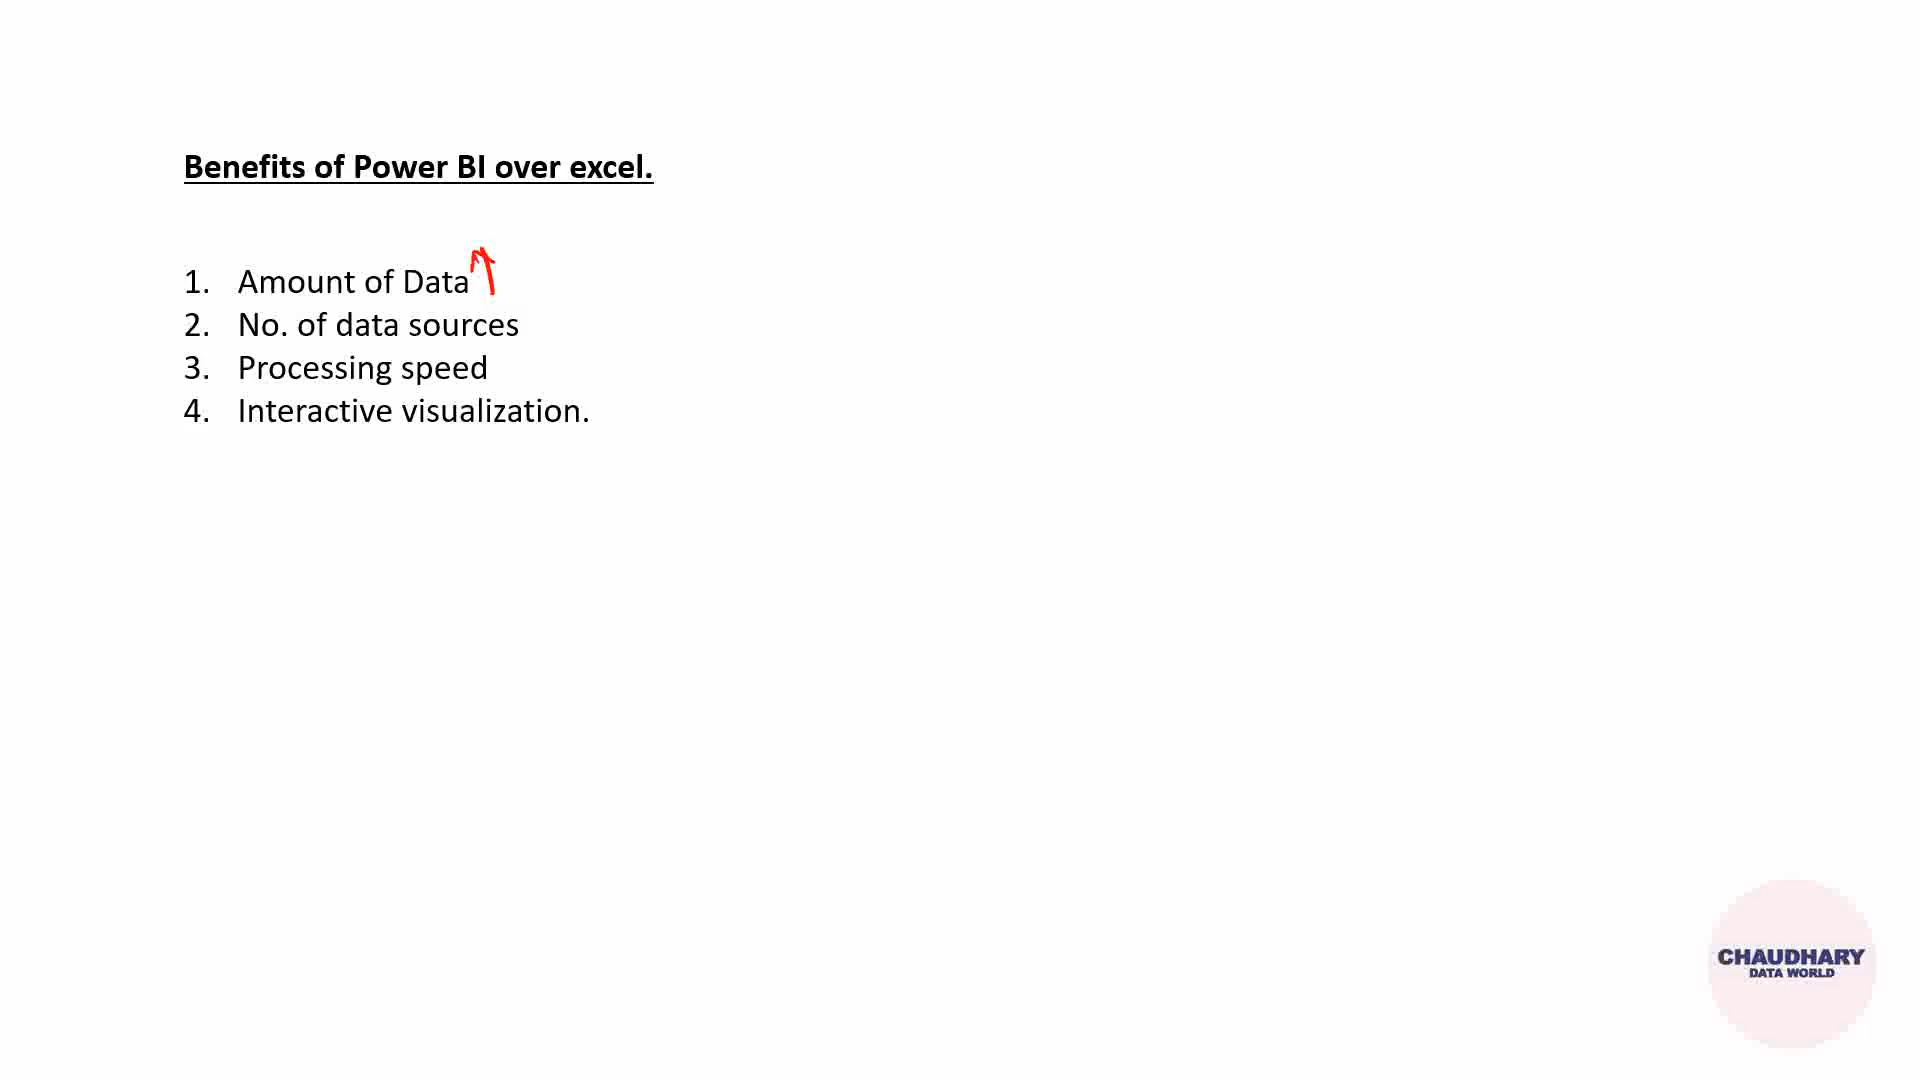 Benefits of Power BI over excel.
1. Amount of Data
2. No. of data sources
3. Processing speed
4. Interactive visualization.
CHAUDHARY
DATA WORLD